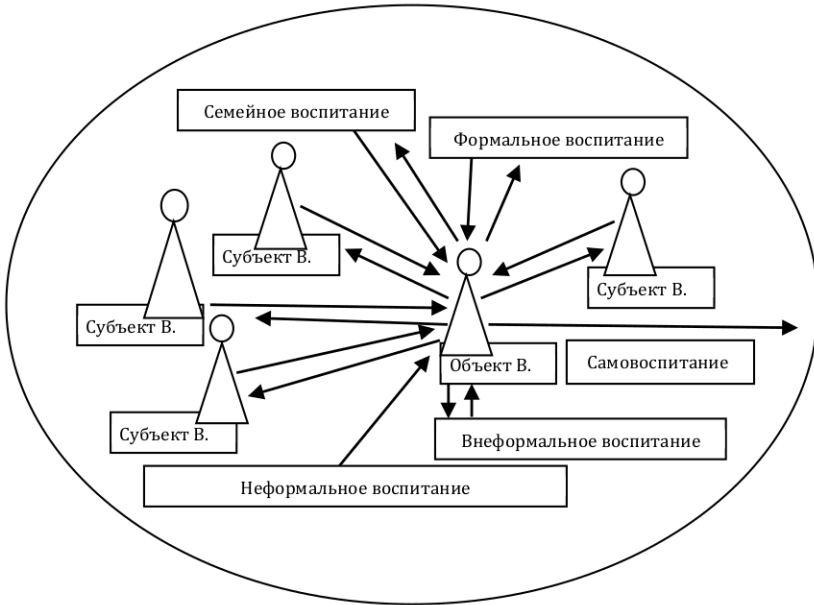 Семейное воспитание
Формальное воспитание
Субъект В.
Субъект В.
Субъект В.
Объект В.
Самовоспитание
Субъект В.
Внеформальное воспитание
Неформальное воспитание